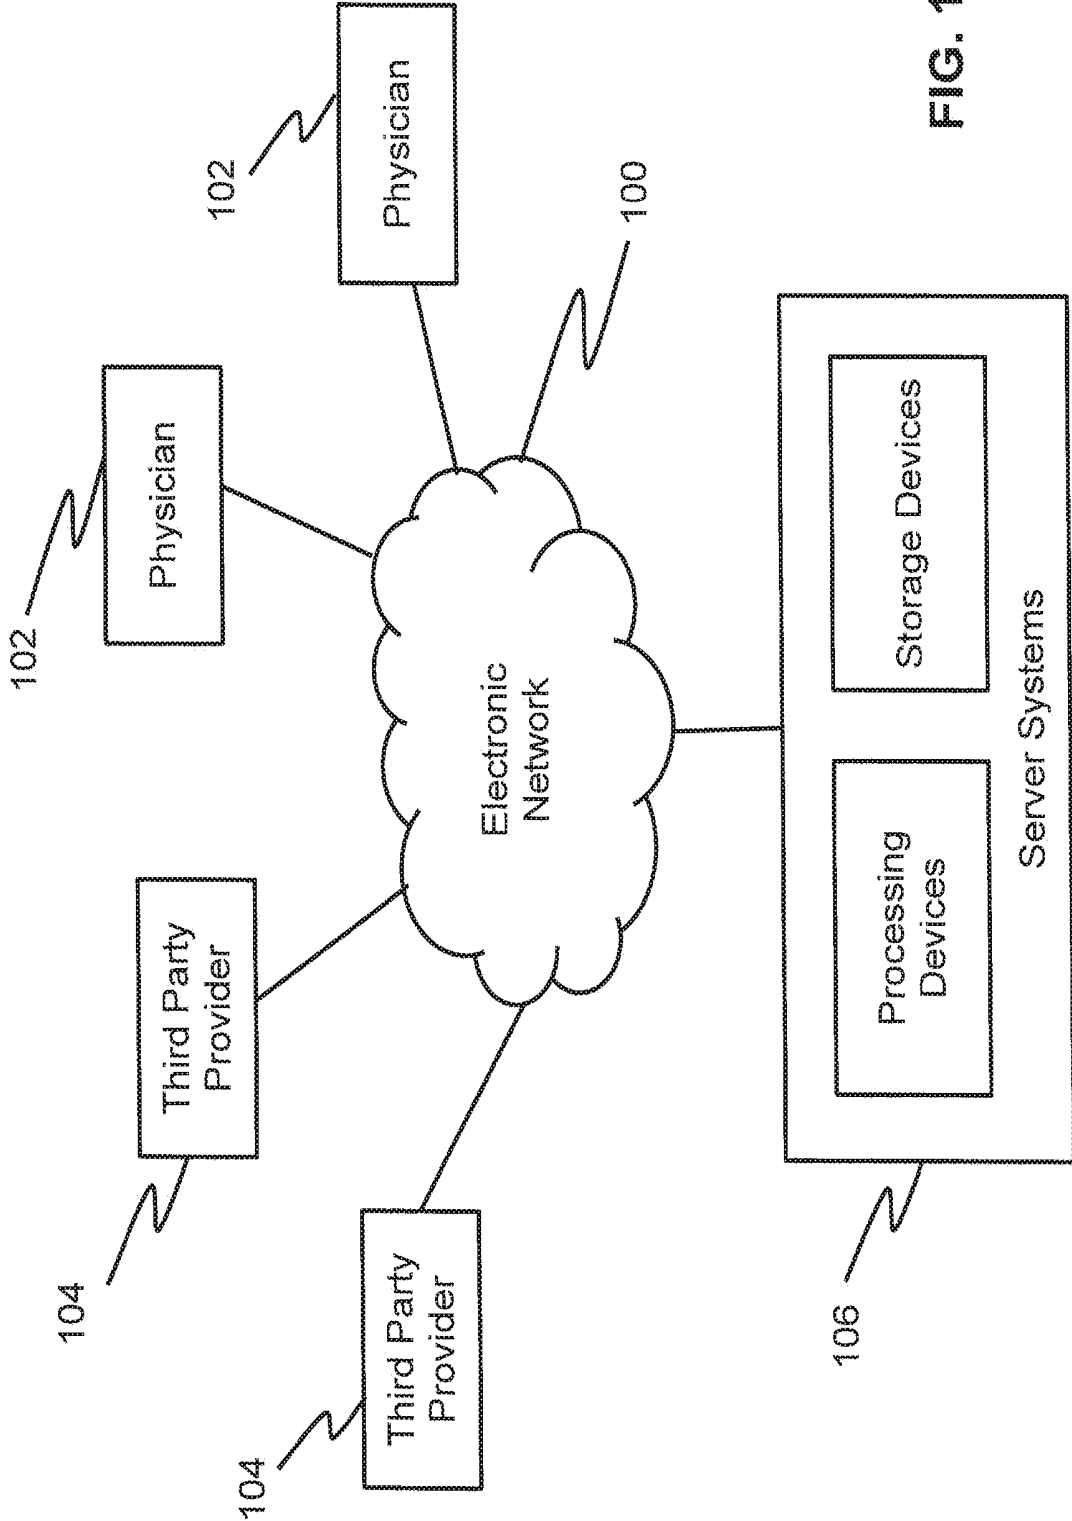 102
Physician
102
Physician
104
Third Party
Provider
104
Third Party
Provider
100
Electronic
Network
106
Processing
Devices
Storage Devices
Server Systems
FIG. 1